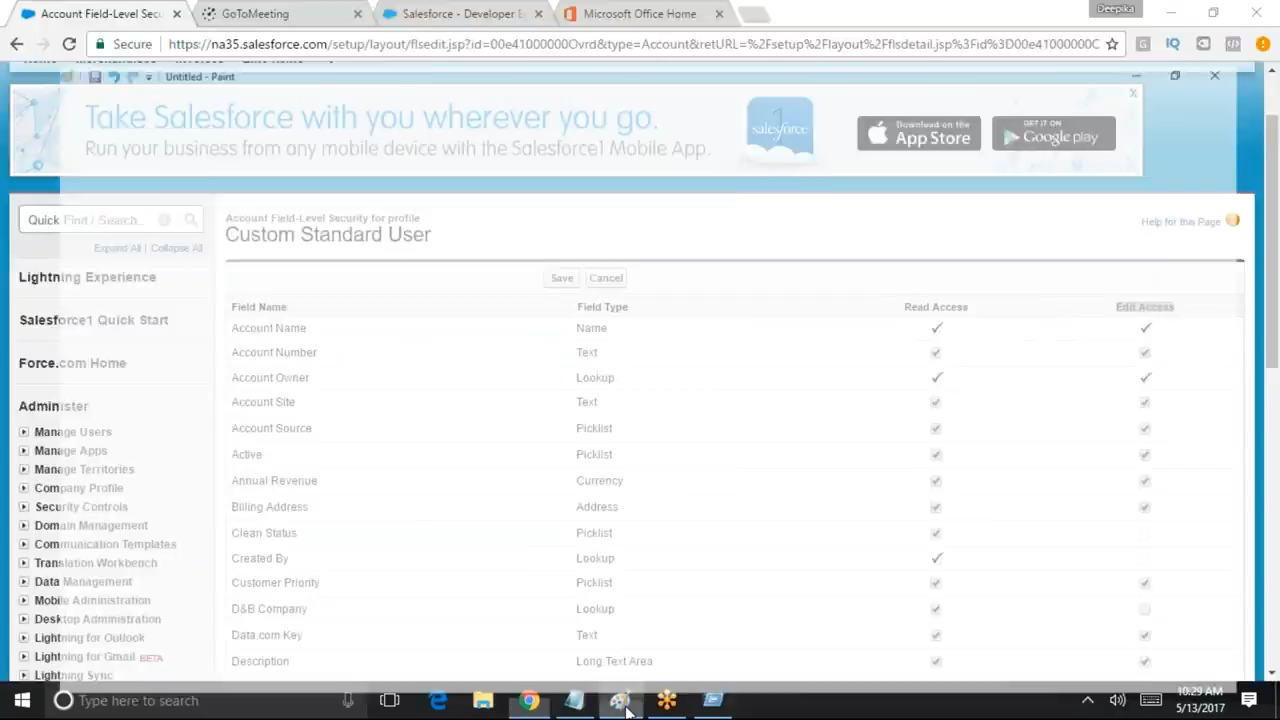 Account Field-Level Secu
GoToMeeting
Salesforce - Developer E
Microsoft Office Home
Deepika
Secure
https://na35.salesforce.com/setup/layout/flsedit.jsp?id=00e41000000Ovrd&type=Account&retURL=%2Fsetup%2Flayout%2Fflsdetail.jsp%3Fid%3D00e41000000C
Untitled - Paint
Take Salesforce with you wherever you go.
Run your business from any mobile device with the Salesforce1 Mobile App.
salesforce
1
Download on the
App Store
GET IT ON
Google play
X
Quick Find / Search...
Expand All | Collapse All
Lightning Experience
Salesforce1 Quick Start
Force.com Home
Administer
Manage Users
Manage Apps
Manage Territories
Company Profile
Security Controls
Domain Management
Communication Templates
Translation Workbench
Data Management
Mobile Administration
Desktop Administration
Lightning for Outlook
Lightning for Gmail BETA
Lightning Sync
Account Field-Level Security for profile
Custom Standard User
Help for this Page
Save Cancel
Field Name Field Type Read Access Edit Access
Account Name Name
Account Number Text
Account Owner Lookup
Account Site Text
Account Source Picklist
Active Picklist
Annual Revenue Currency
Billing Address Address
Clean Status Picklist
Created By Lookup
Customer Priority Picklist
D&B Company Lookup
Data.com Key Text
Description Long Text Area
Type here to search
10:29 AM
5/13/2017